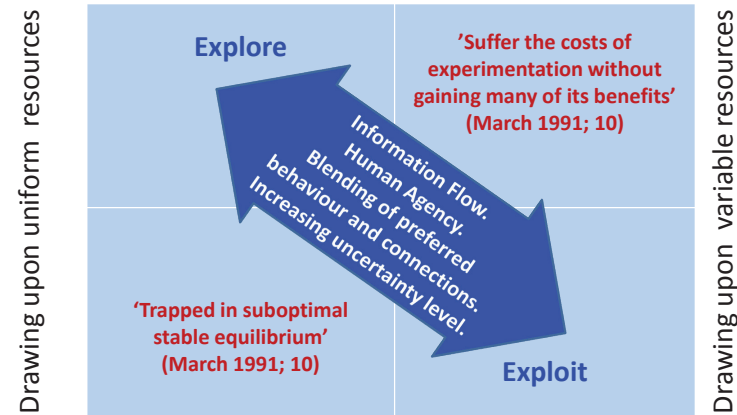 Drawing upon uniform resources
Explore
’Suffer the costs of
experimentation without
gaining many of its benefits’
(March 1991; 10)
Information Flow.
Human Agency.
Blending of preferred
behaviour and connections.
Increasing uncertainty level.
‘Trapped in suboptimal
stable equilibrium’
(March 1991; 10)
Exploit
Drawing upon variable resources